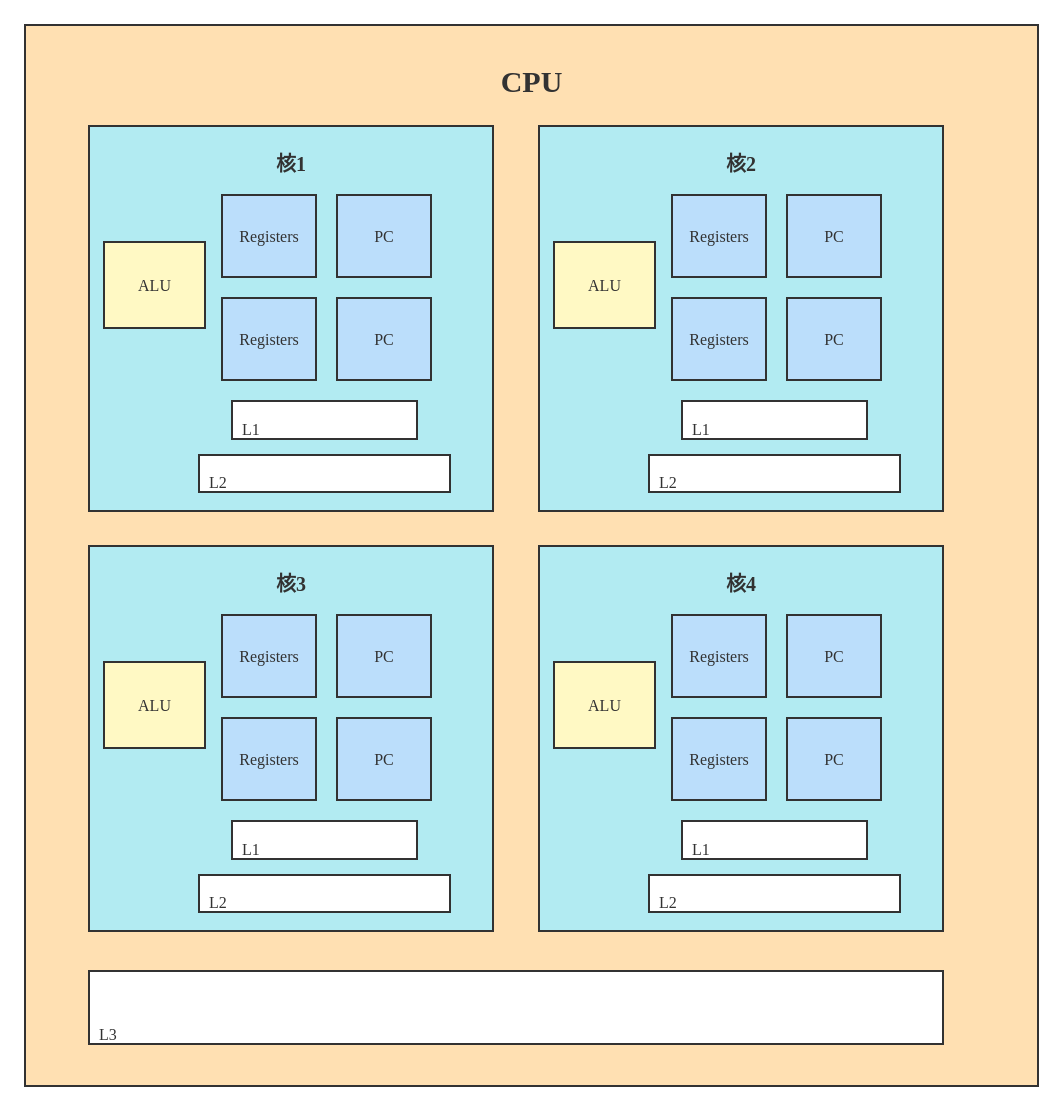 CPU
核1
Registers
PC
ALU
Registers
PC
L1
L2
核2
Registers
PC
ALU
Registers
PC
L1
L2
核3
Registers
PC
ALU
Registers
PC
L1
L2
核4
Registers
PC
ALU
Registers
PC
L1
L2
L3